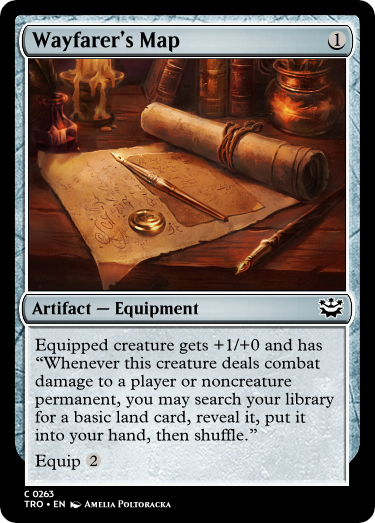 Wayfarer's Map 1
Artifact — Equipment
Equipped creature gets +1/+0 and has
“Whenever this creature deals combat
damage to a player or noncreature
permanent, you may search your library
for a basic land card, reveal it, put it
into your hand, then shuffle.”
Equip 2
C 0263
TRO • EN Amelia Poltoracka